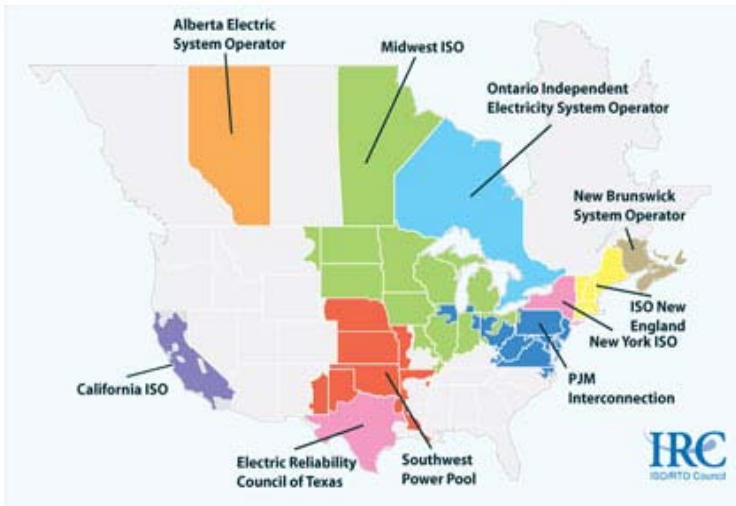 Alberta Electric
System Operator
Midwest ISO
Ontario Independent
Electricity System Operator
New Brunswick
System Operator
ISO New
England
New York ISO
PJM
Interconnection
California ISO
Electric Reliability
Council of Texas
Southwest
Power Pool
IRC
ISO/RTO Council